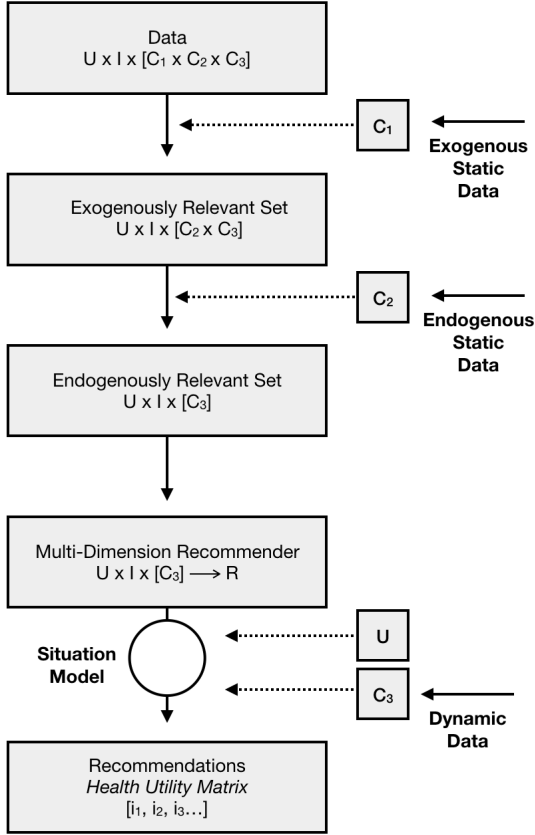 Data
U x I x [C₁ x C₂ x C₃]
C₁
Exogenous
Static
Data
Exogenously Relevant Set
U x I x [C₂ x C₃]
C₂
Endogenous
Static
Data
Endogenously Relevant Set
U x I x [C₃]
Multi-Dimension Recommender
U x I x [C₃] ⟶ R
U
Situation
Model
C₃
Dynamic
Data
Recommendations
Health Utility Matrix
[i₁, i₂, i₃...]